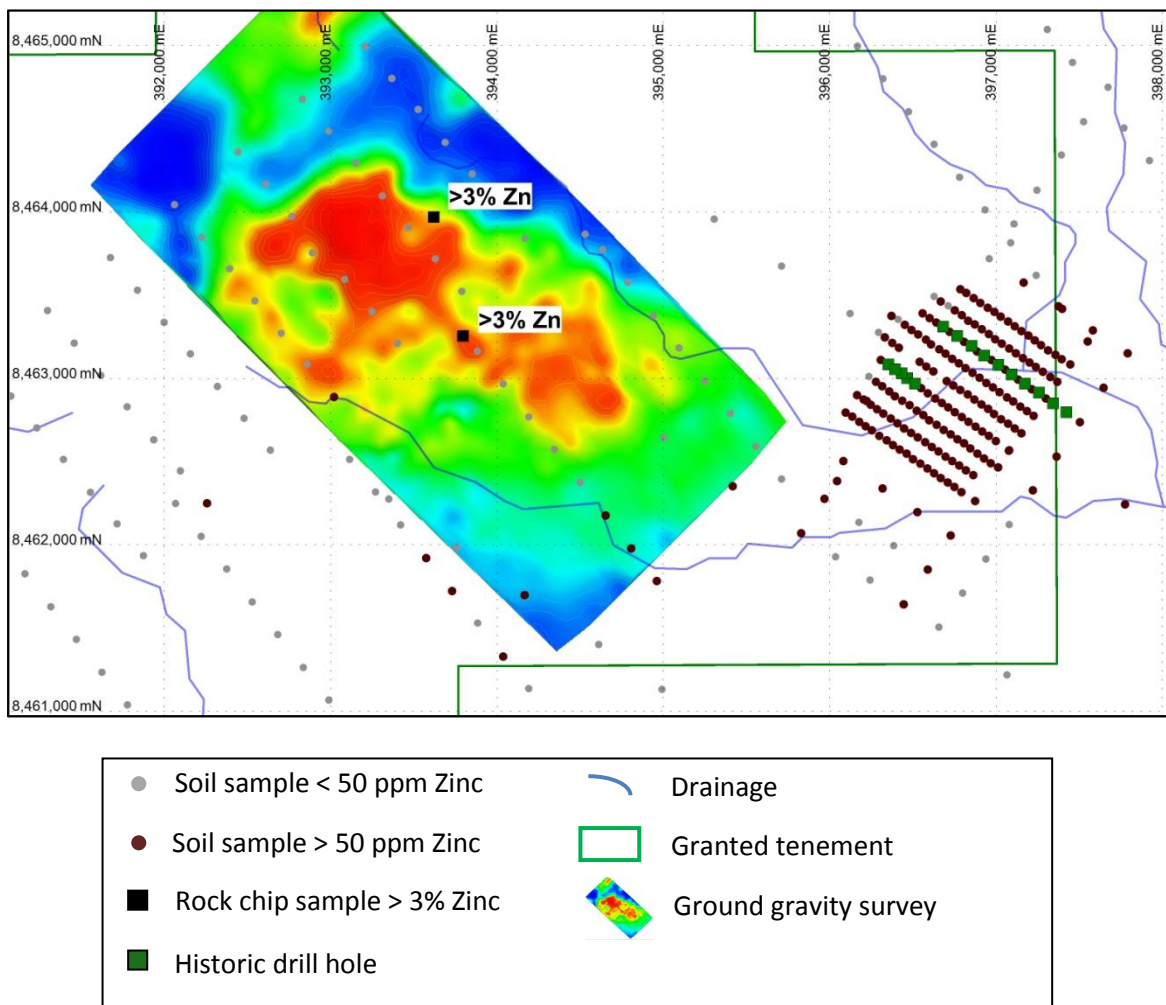 8,465,000 mN
392,000 mE
393,000 mE
394,000 mE
395,000 mE
396,000 mE
397,000 mE
398,000 mE
8,464,000 mN
>3% Zn
>3% Zn
8,463,000 mN
8,462,000 mN
8,461,000 mN
Soil sample < 50 ppm Zinc
Drainage
Soil sample > 50 ppm Zinc
Granted tenement
Rock chip sample > 3% Zinc
Ground gravity survey
Historic drill hole